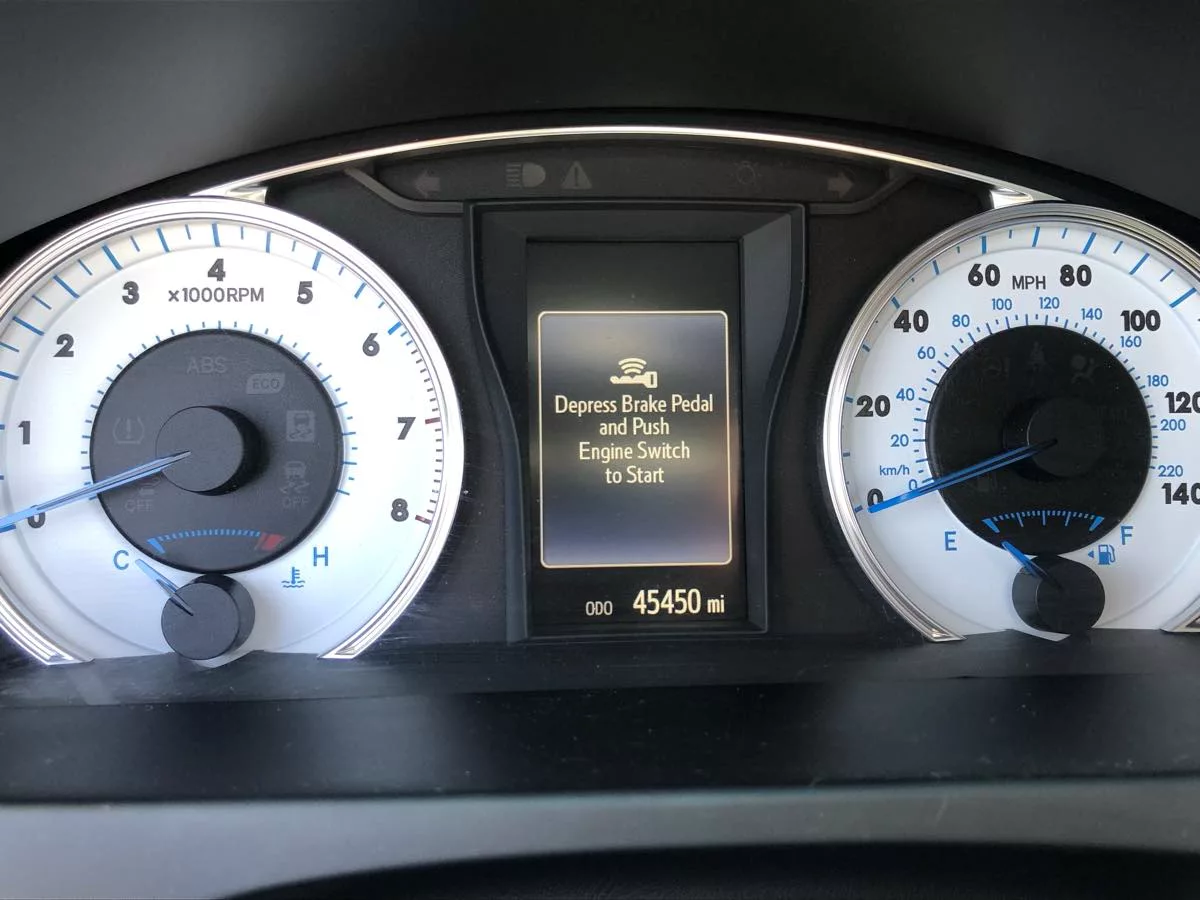 4
3
×1000RPM
5
2
6
ABS
ECO
1
7
OFF
OFF
0
8
C
H
Depress Brake Pedal
and Push
Engine Switch
to Start
ODO 45450 mi
60
MPH
80
100
120
80
140
40
100
60
160
40
180
20
120
200
20
km/h
220
0
0
140
E
F